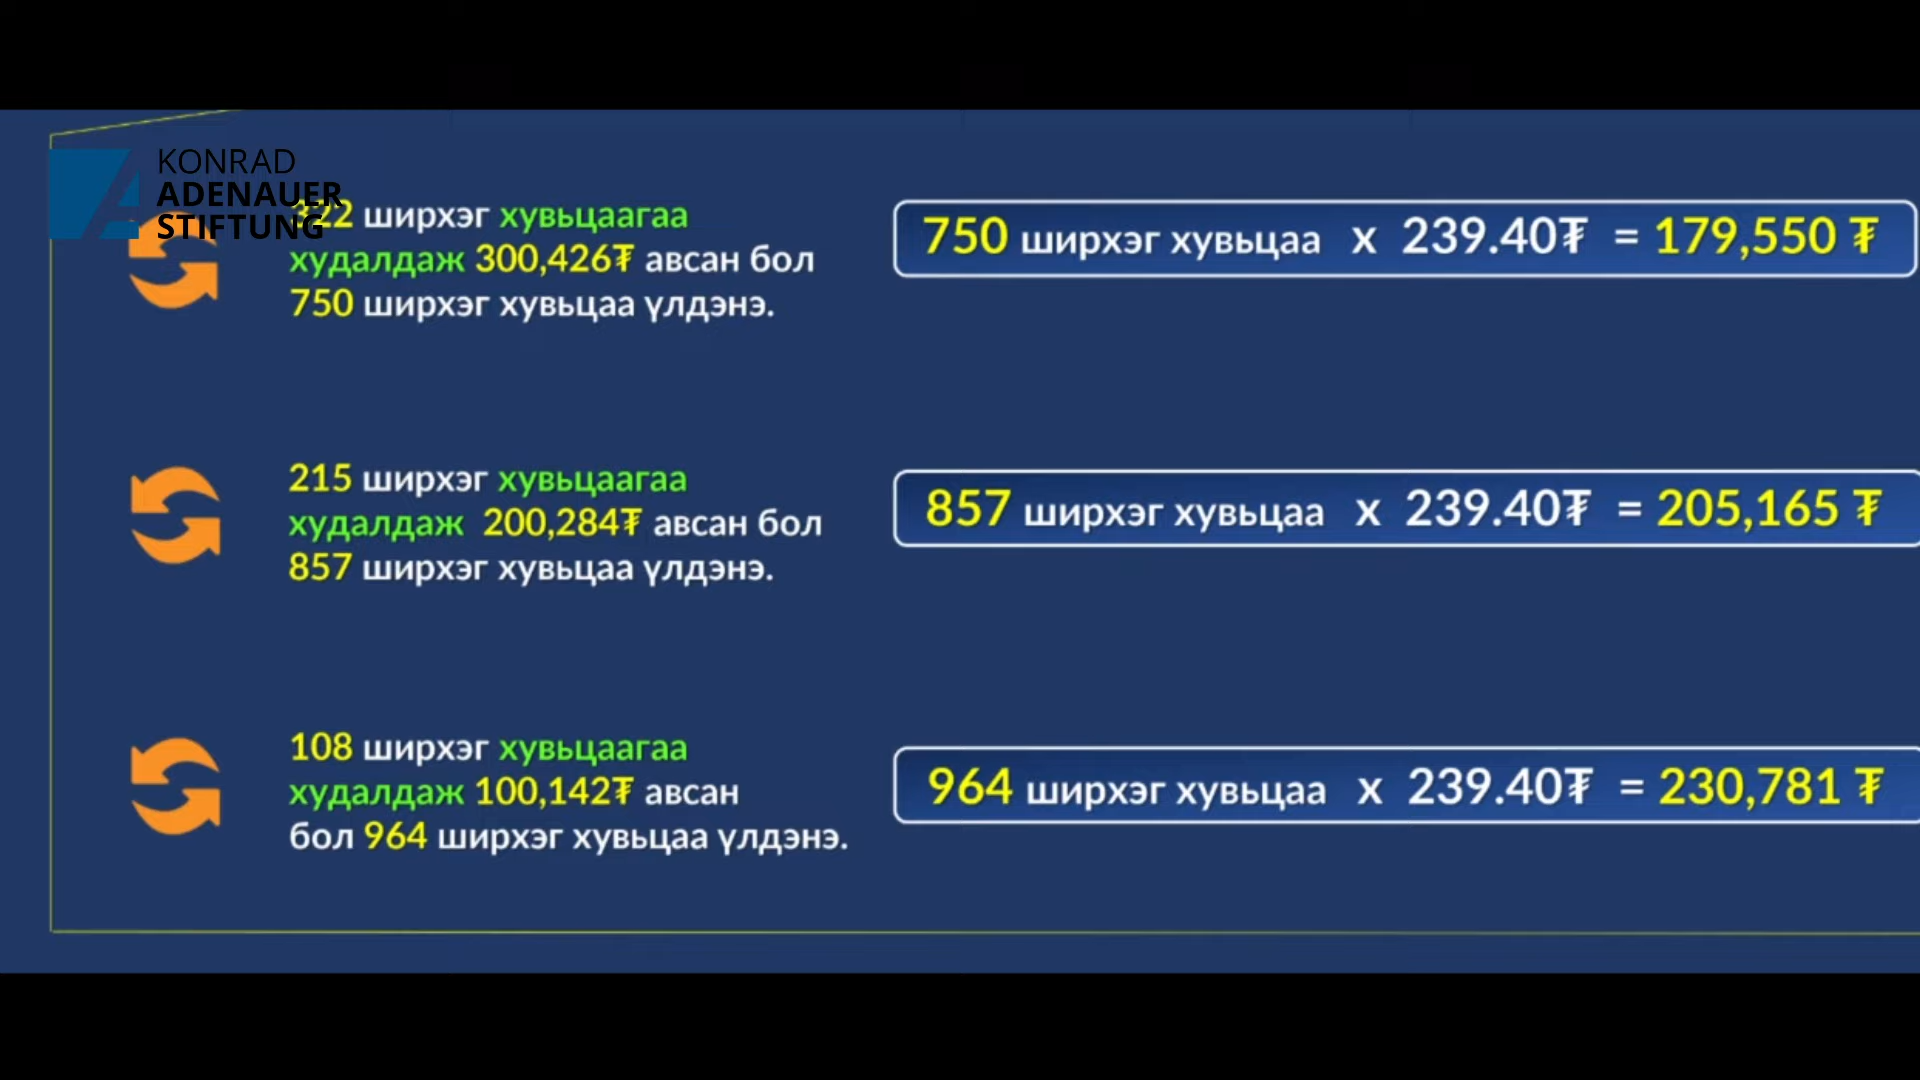 KONRAD
ADENAUER
STIFTUNG
322 ширхэг хувьцаагаа
худалдаж 300,426₮ авсан бол
750 ширхэг хувьцаа үлдэнэ.
750 ширхэг хувьцаа x 239.40₮ = 179,550 ₮
215 ширхэг хувьцаагаа
худалдаж 200,284₮ авсан бол
857 ширхэг хувьцаа үлдэнэ.
857 ширхэг хувьцаа x 239.40₮ = 205,165 ₮
108 ширхэг хувьцаагаа
худалдаж 100,142₮ авсан
бол 964 ширхэг хувьцаа үлдэнэ.
964 ширхэг хувьцаа x 239.40₮ = 230,781 ₮